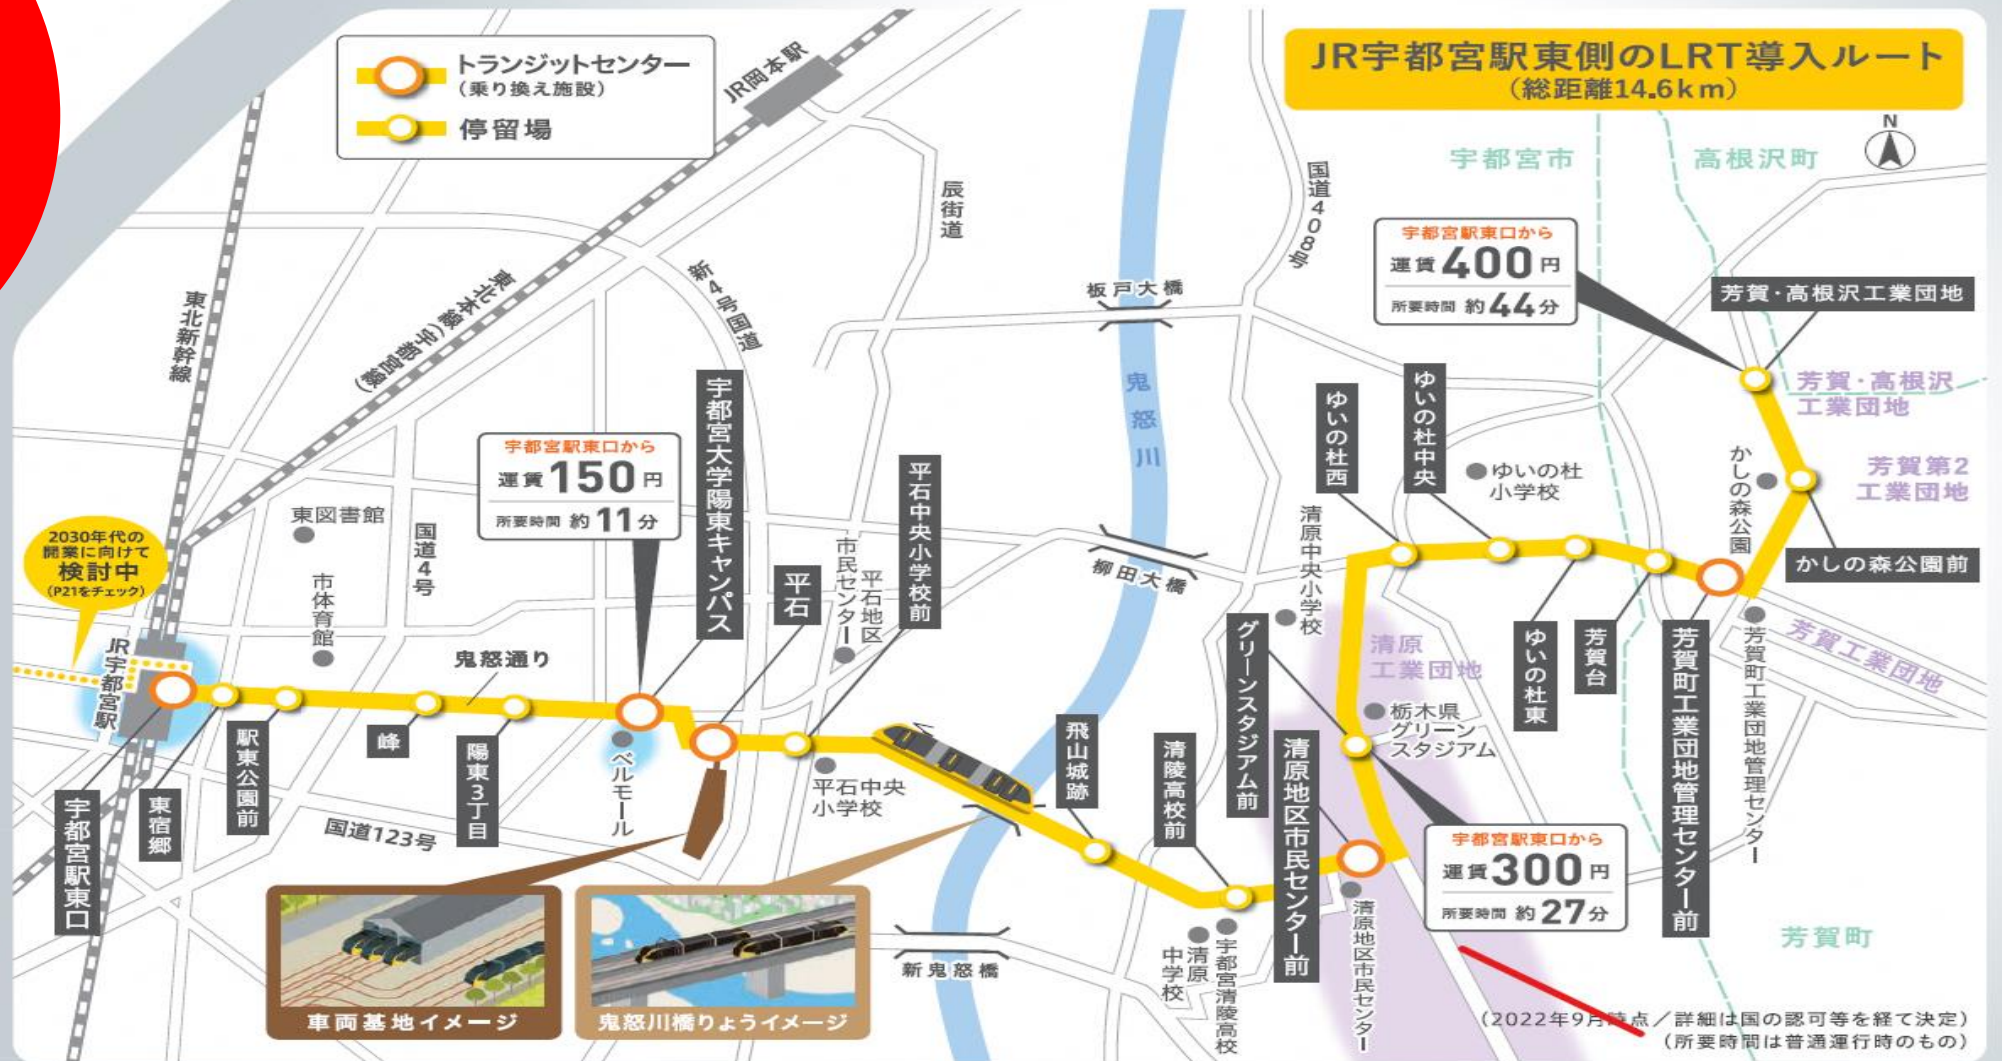 JR宇都宮駅東側のLRT導入ルート
(総距離14.6km)
トランジットセンター
(乗り換え施設)
停留場
N
宇都宮市
高根沢町
JR岡本駅
辰街道
国道408号
東北新幹線
東北本線(宇都宮線)
新4号国道
板戸大橋
鬼怒川
宇都宮駅東口から
運賃400円
所要時間 約44分
芳賀・高根沢工業団地
芳賀・高根沢
工業団地
芳賀第2
工業団地
かしの森公園
かしの森公園前
宇都宮駅東口から
運賃150円
所要時間 約11分
宇都宮大学陽東キャンパス
平石
平石地区
市民センター
平石中央小学校前
ゆいの杜西
ゆいの杜中央
ゆいの杜
小学校
清原中央小学校
柳田大橋
東図書館
国道4号
市体育館
2030年代の
開業に向けて
検討中
(P21をチェック)
JR宇都宮駅
鬼怒通り
宇都宮駅東口
東宿郷
駅東公園前
峰
陽東3丁目
ベルモール
国道123号
平石中央
小学校
飛山城跡
清陵高校前
グリーンスタジアム前
清原地区市民センター前
清原
工業団地
栃木県
グリーン
スタジアム
ゆいの杜東
芳賀台
芳賀町工業団地管理センター前
芳賀町工業団地管理センター
芳賀工業団地
宇都宮駅東口から
運賃300円
所要時間 約27分
芳賀町
車両基地イメージ
鬼怒川橋りょうイメージ
新鬼怒橋
清原
中学校
宇都宮清陵高校
清原地区市民センター
(2022年9月時点/詳細は国の認可等を経て決定)
(所要時間は普通運行時のもの)